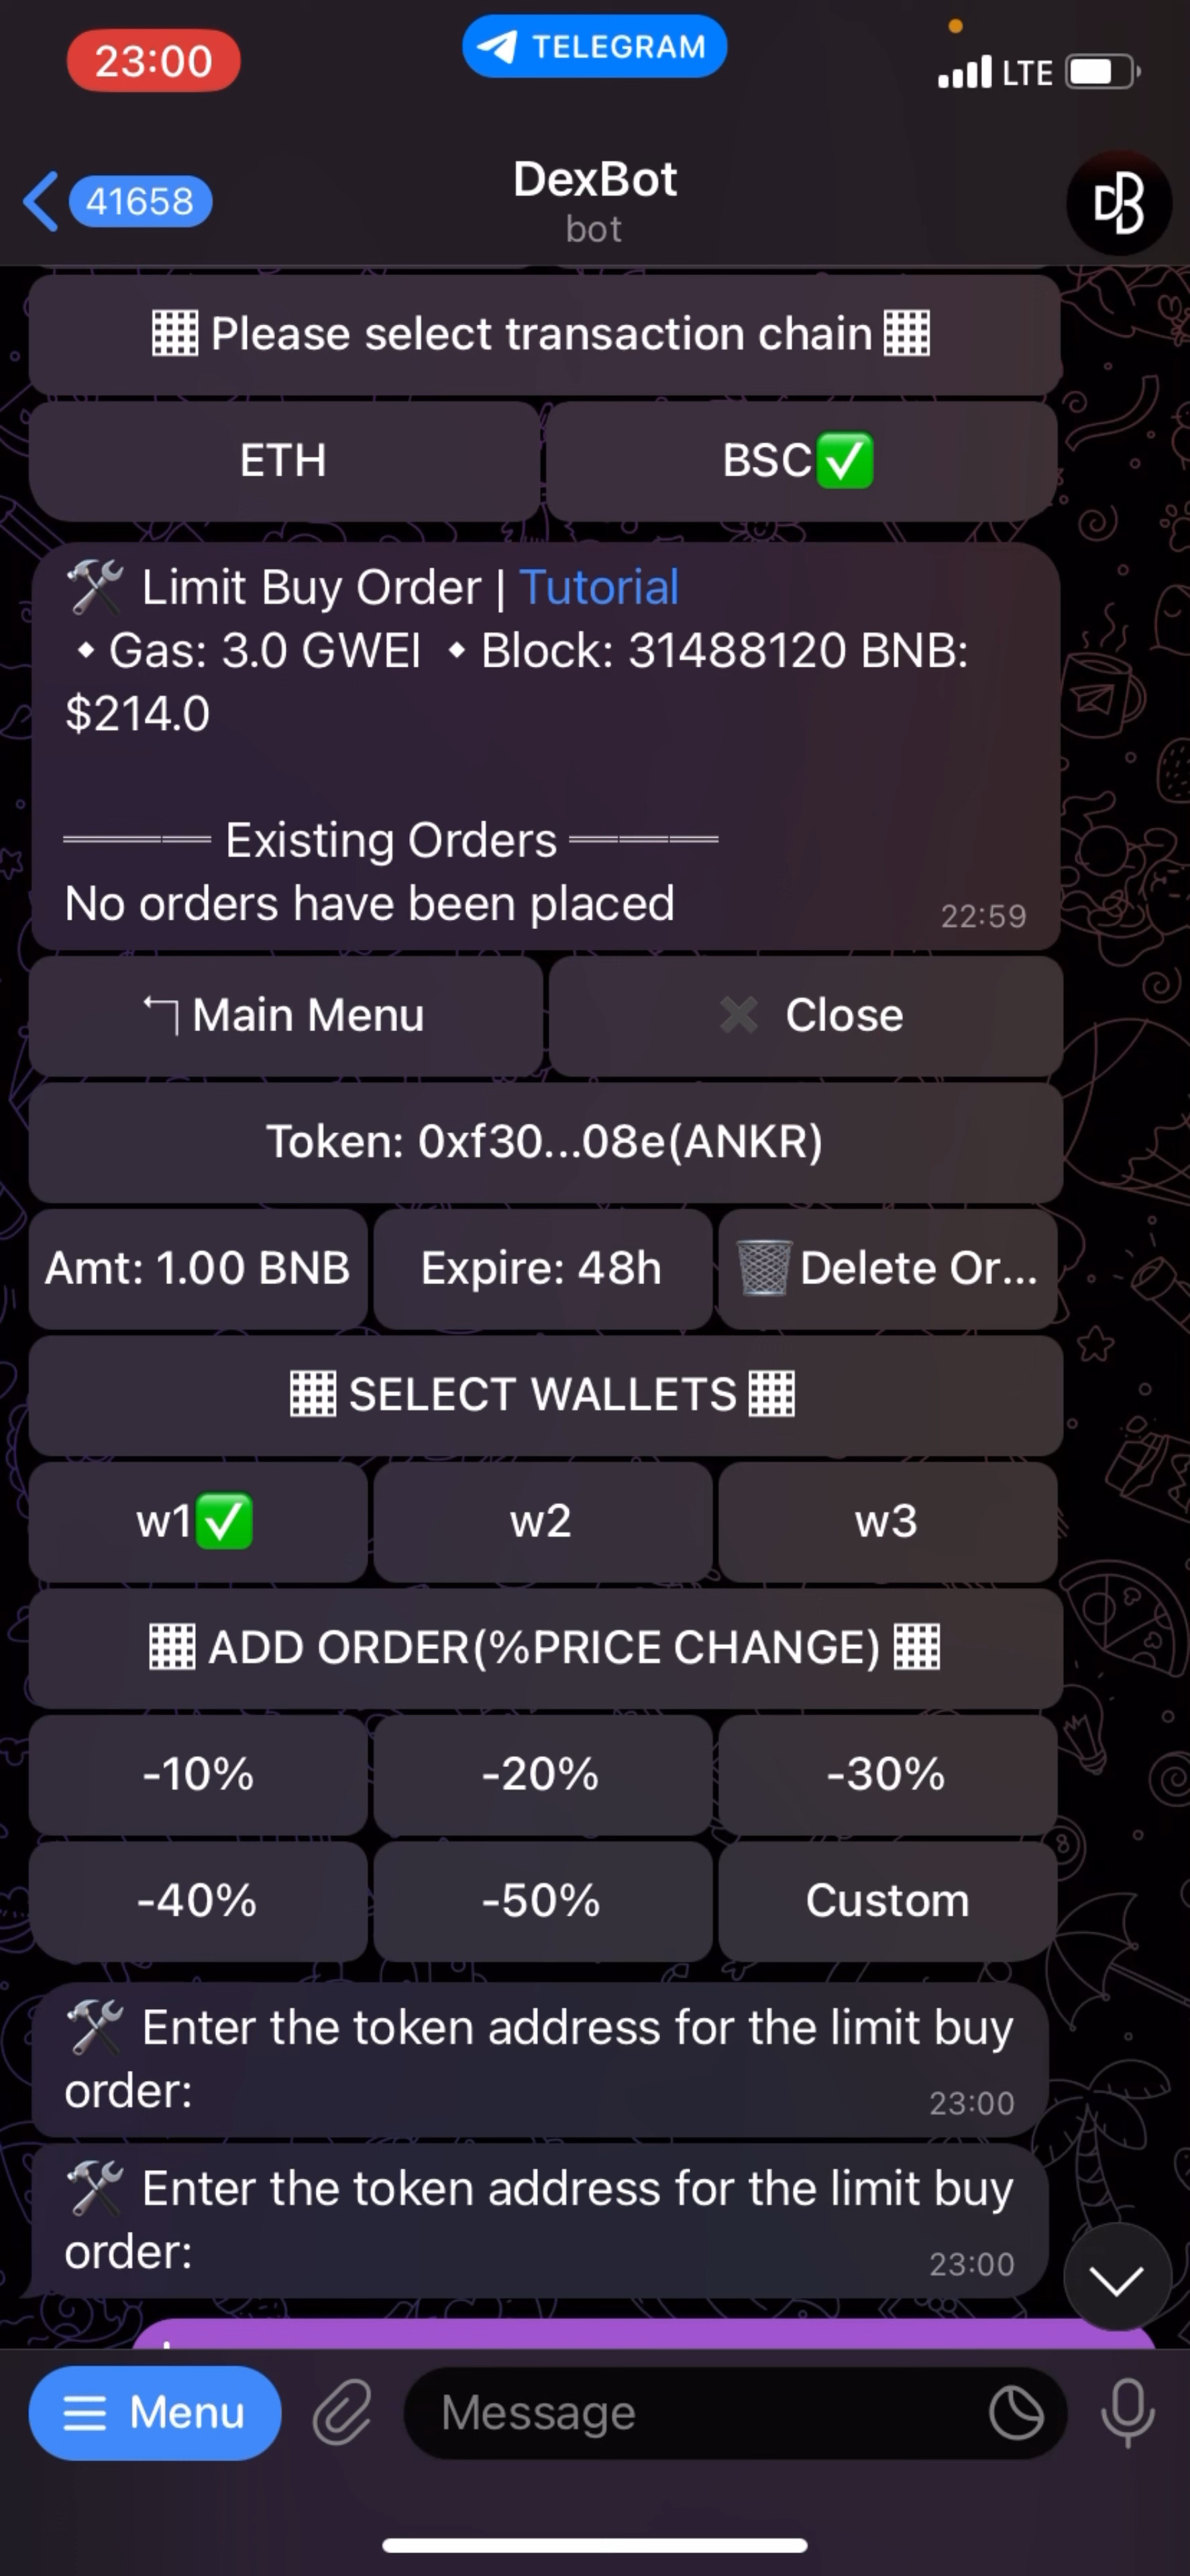 23:00
TELEGRAM
LTE
41658
DexBot
bot
Please select transaction chain
ETH
BSC✅
🛠 Limit Buy Order | Tutorial
🔸Gas: 3.0 GWEI 🔸Block: 31488120 BNB:
$214.0
════ Existing Orders ════
No orders have been placed
22:59
↰ Main Menu
✖ Close
Token: 0xf30...08e(ANKR)
Amt: 1.00 BNB
Expire: 48h
🗑Delete Or...
▦ SELECT WALLETS ▦
w1✅
w2
w3
▦ ADD ORDER(%PRICE CHANGE) ▦
-10%
-20%
-30%
-40%
-50%
Custom
🛠 Enter the token address for the limit buy
order:
23:00
🛠 Enter the token address for the limit buy
order:
23:00
Menu
Message